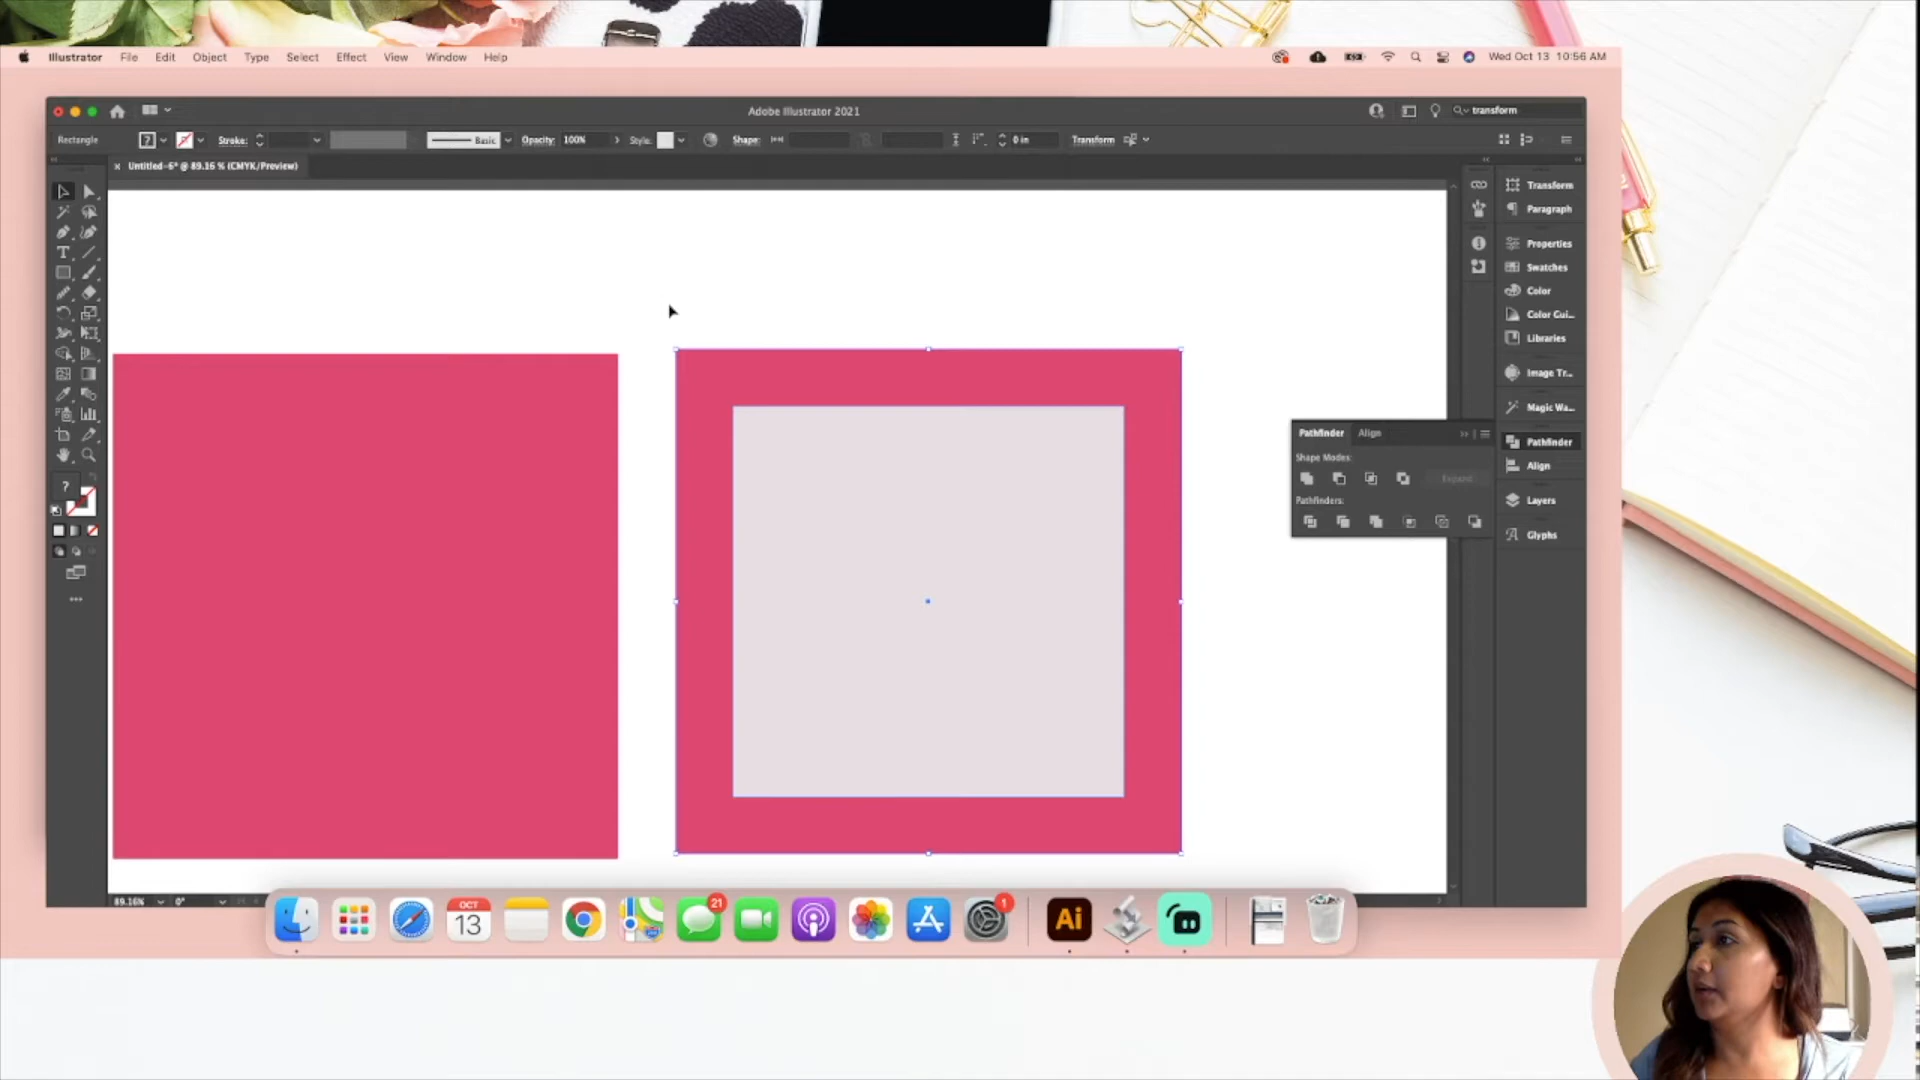 Illustrator File Edit Object Type Select Effect View Window Help
Wed Oct 13 10:56 AM
Adobe Illustrator 2021
transform
Rectangle ? Stroke: Basic Opacity: 100% Style: Shape: 0 in Transform
× Untitled-6* @ 89.16 % (CMYK/Preview)
Transform
Paragraph
Properties
Swatches
Color
Color Gui...
Libraries
Image Tr...
Magic Wa...
Pathfinder
Align
Layers
Glyphs
Pathfinder Align
Shape Modes:
Expand
Pathfinders:
?
89.16% 0°
OCT
13
21
1
Ai